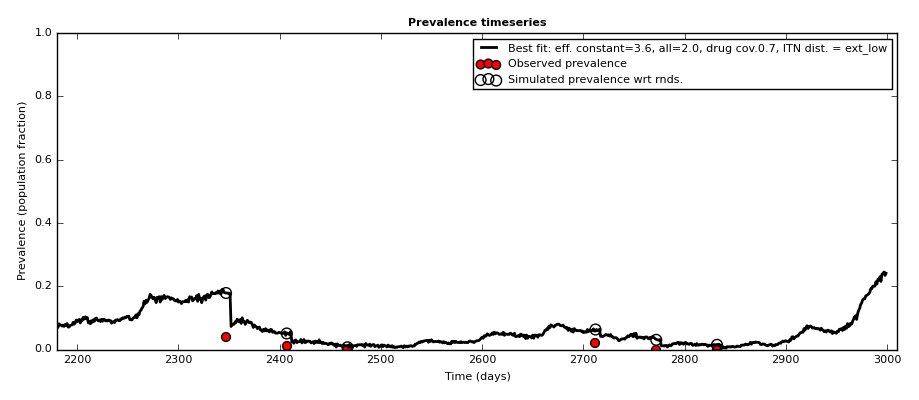 Prevalence timeseries
1.0
0.8
0.6
0.4
0.2
0.0
Prevalence (population fraction)
Best fit: eff. constant=3.6, all=2.0, drug cov.0.7, ITN dist. = ext_low
Observed prevalence
Simulated prevalence wrt rnds.
2200 2300 2400 2500 2600 2700 2800 2900 3000
Time (days)